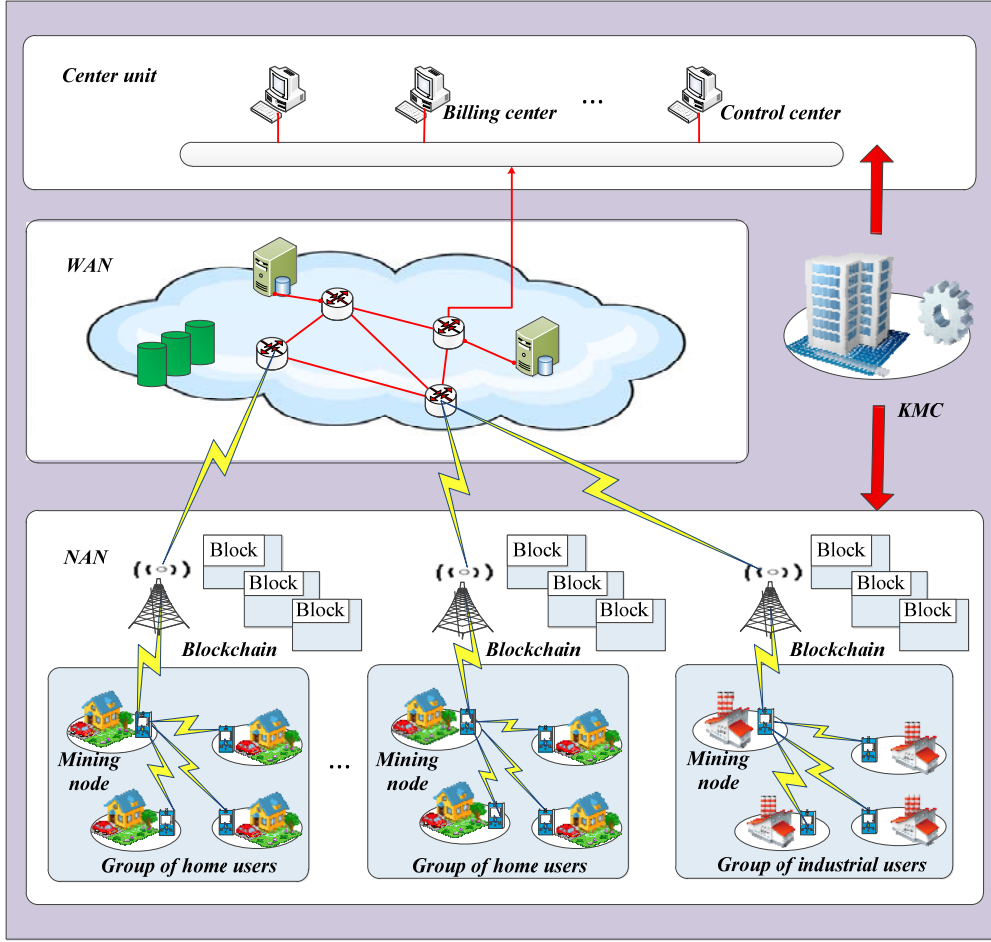 Center unit
Billing center
...
Control center
WAN
KMC
NAN
Block
Block
Block
Blockchain
Block
Block
Block
Blockchain
Block
Block
Block
Blockchain
Mining
node
Group of home users
...
Mining
node
Group of home users
Mining
node
Group of industrial users